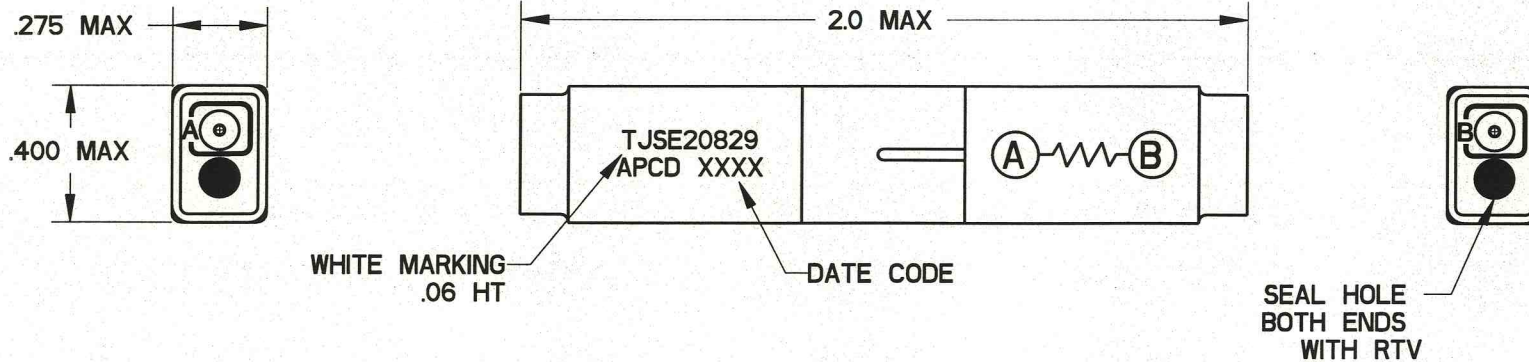 .275 MAX
2.0 MAX
.400 MAX
A
TJSE20829
APCD XXXX
A B
B
WHITE MARKING
.06 HT
DATE CODE
SEAL HOLE
BOTH ENDS
WITH RTV